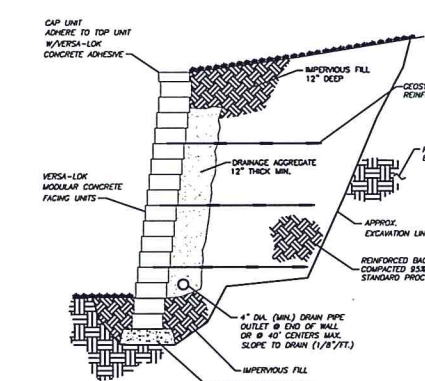 CAP UNIT
ADHERE TO TOP UNIT
W/VERSA-LOK
CONCRETE ADHESIVE
IMPERVIOUS FILL
12" DEEP
DRAINAGE AGGREGATE
12" THICK MIN.
VERSA-LOK
MODULAR CONCRETE
FACING UNITS
APPROX.
REINFORCED
COMPACTED 95%
STANDARD
4" DIA. (MIN.) DRAIN PIPE
OUTLET @ END OF WALL
OR @ 40' CENTERS MAX.
SLOPE TO DRAIN (1/8"/FT.)
IMPERVIOUS FILL